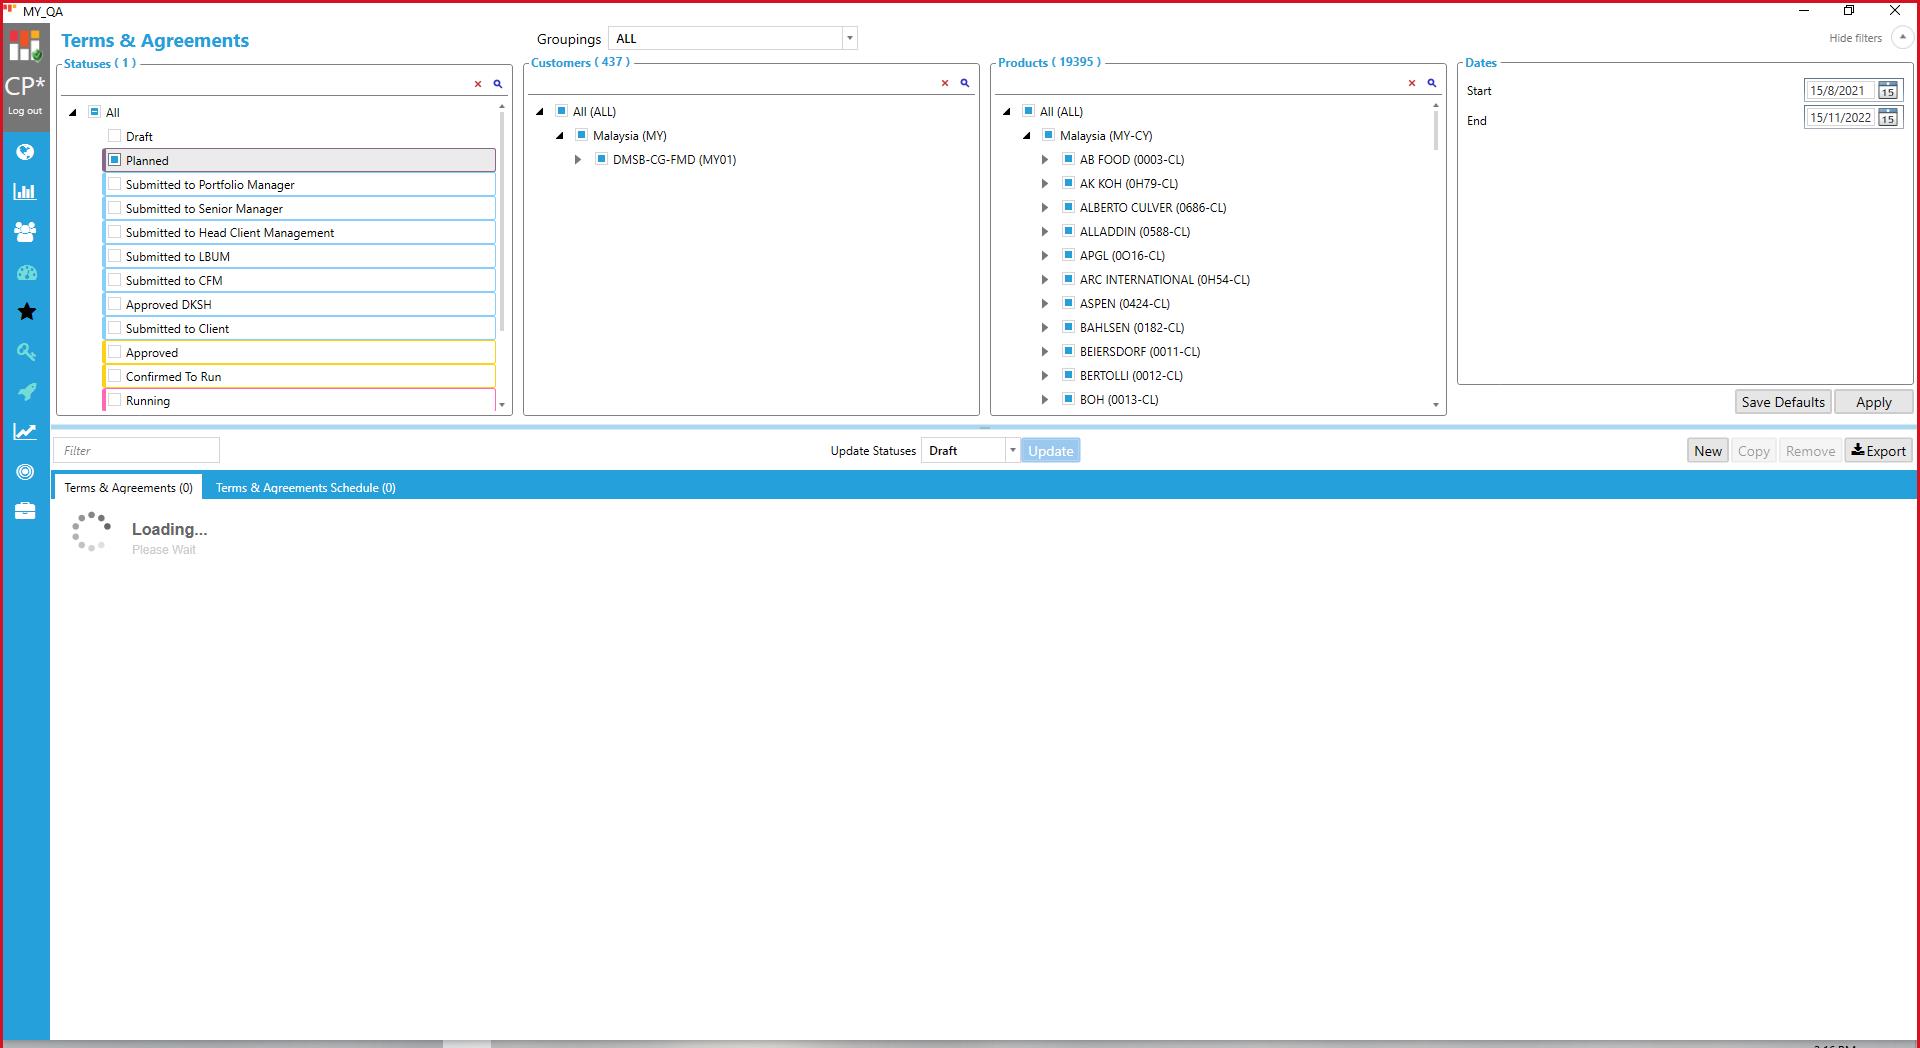 MY_QA
CP*
Log out
Terms & Agreements
Groupings ALL
Hide filters
Statuses ( 1 )
All
Draft
Planned
Submitted to Portfolio Manager
Submitted to Senior Manager
Submitted to Head Client Management
Submitted to LBUM
Submitted to CFM
Approved DKSH
Submitted to Client
Approved
Confirmed To Run
Running
Customers ( 437 )
All (ALL)
Malaysia (MY)
DMSB-CG-FMD (MY01)
Products ( 19395 )
All (ALL)
Malaysia (MY-CY)
AB FOOD (0003-CL)
AK KOH (0H79-CL)
ALBERTO CULVER (0686-CL)
ALLADDIN (0588-CL)
APGL (0O16-CL)
ARC INTERNATIONAL (0H54-CL)
ASPEN (0424-CL)
BAHLSEN (0182-CL)
BEIERSDORF (0011-CL)
BERTOLLI (0012-CL)
BOH (0013-CL)
Dates
Start 15/8/2021 15
End 15/11/2022 15
Save Defaults Apply
Filter
Update Statuses Draft Update
New Copy Remove Export
Terms & Agreements (0) Terms & Agreements Schedule (0)
Loading...
Please Wait